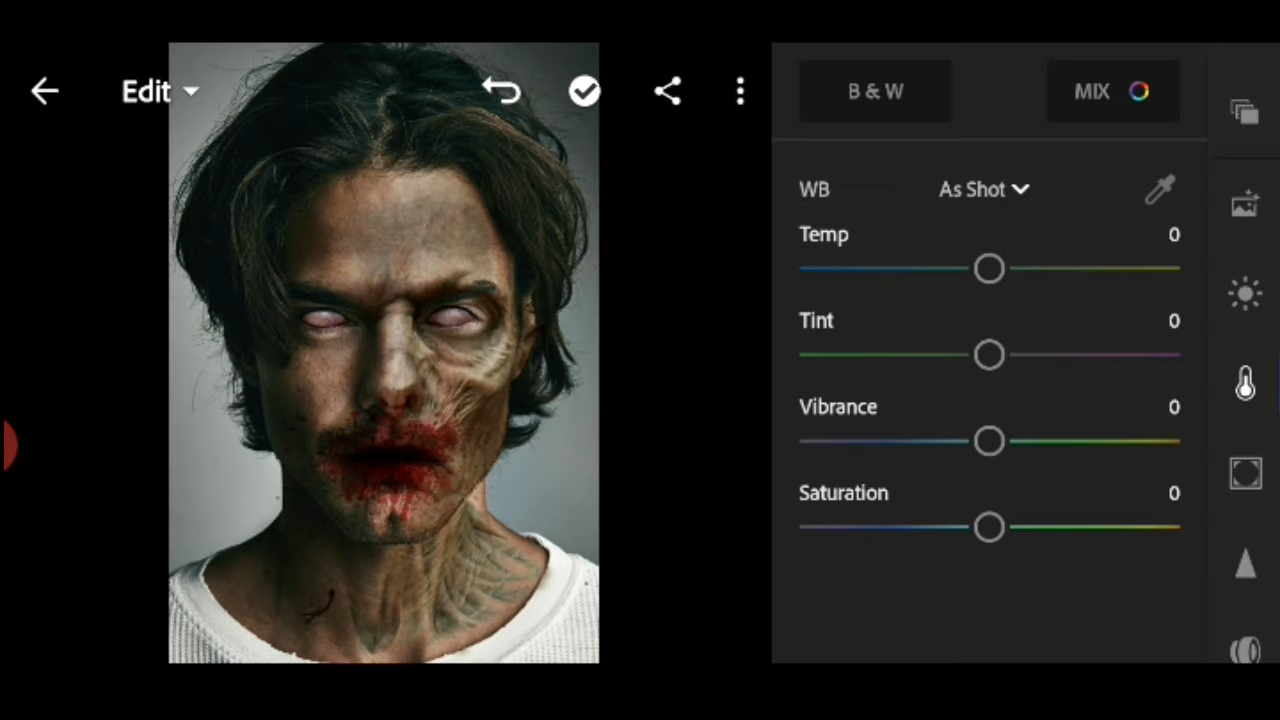 Edit
B & W
MIX
WB
As Shot
Temp
0
Tint
0
Vibrance
0
Saturation
0